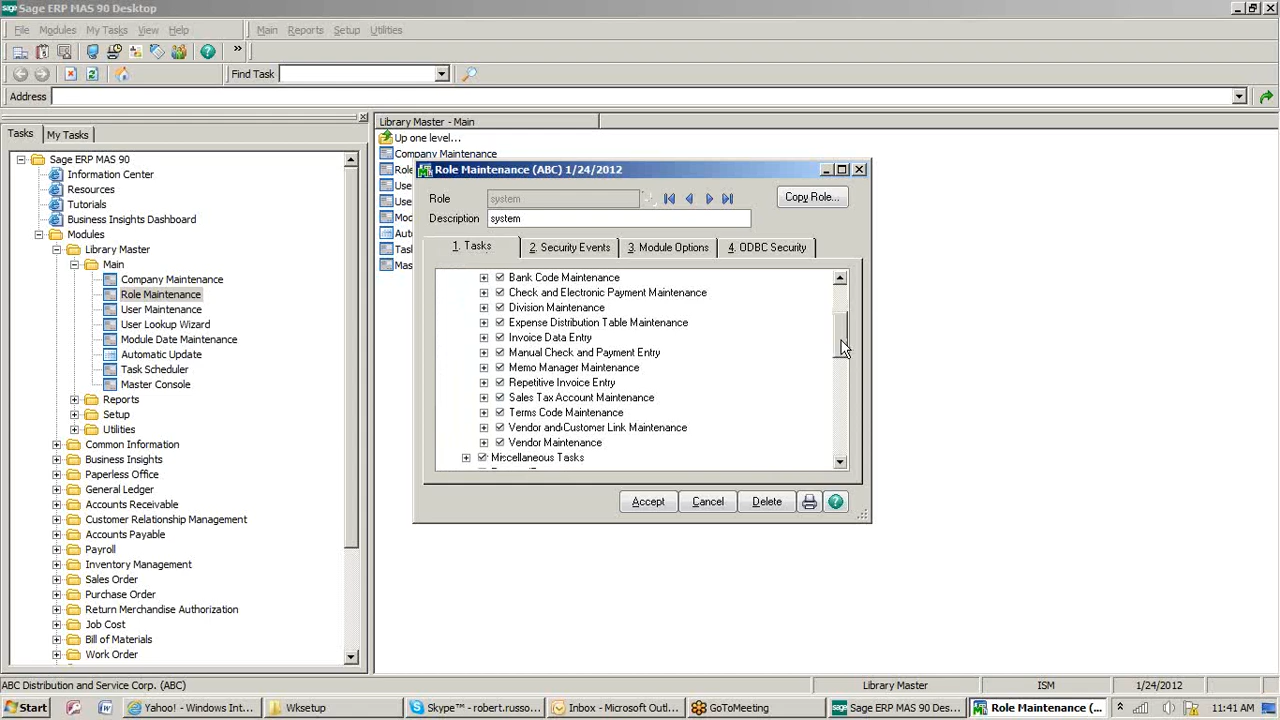 Sage ERP MAS 90 Desktop
File Modules My Tasks View Help Main Reports Setup Utilities
Find Task
Address
Tasks My Tasks
Sage ERP MAS 90
Information Center
Resources
Tutorials
Business Insights Dashboard
Modules
Library Master
Main
Company Maintenance
Role Maintenance
User Maintenance
User Lookup Wizard
Module Date Maintenance
Automatic Update
Task Scheduler
Master Console
Reports
Setup
Utilities
Common Information
Business Insights
Paperless Office
General Ledger
Accounts Receivable
Customer Relationship Management
Accounts Payable
Payroll
Inventory Management
Sales Order
Purchase Order
Return Merchandise Authorization
Job Cost
Bill of Materials
Work Order
Library Master - Main
Up one level...
Company Maintenance
Role Maintenance (ABC) 1/24/2012
Role system Copy Role...
Description system
1. Tasks 2. Security Events 3. Module Options 4. ODBC Security
Bank Code Maintenance
Check and Electronic Payment Maintenance
Division Maintenance
Expense Distribution Table Maintenance
Invoice Data Entry
Manual Check and Payment Entry
Memo Manager Maintenance
Repetitive Invoice Entry
Sales Tax Account Maintenance
Terms Code Maintenance
Vendor and Customer Link Maintenance
Vendor Maintenance
Miscellaneous Tasks
Accept Cancel Delete
ABC Distribution and Service Corp. (ABC) Library Master ISM 1/24/2012
Start Yahoo! - Windows Int... Wksetup Skype™ - robert.russo... Inbox - Microsoft Outl... GoToMeeting Sage ERP MAS 90 Des... Role Maintenance (... 11:41 AM